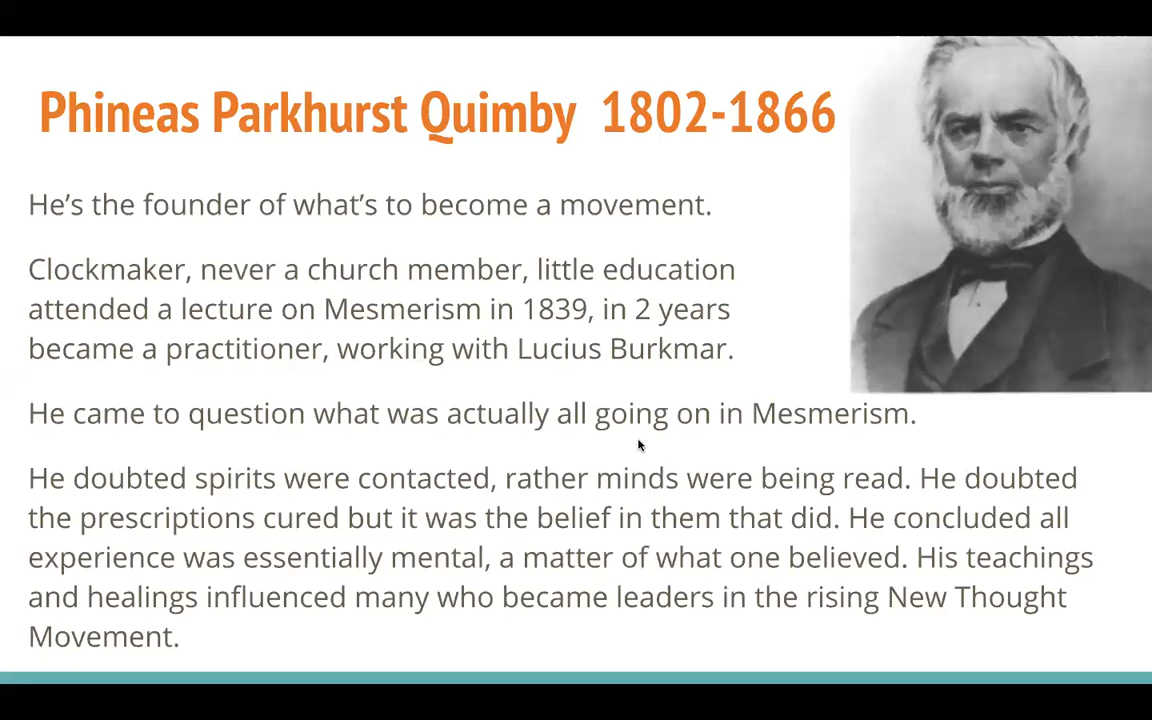 Phineas Parkhurst Quimby 1802-1866
He's the founder of what's to become a movement.
Clockmaker, never a church member, little education
attended a lecture on Mesmerism in 1839, in 2 years
became a practitioner, working with Lucius Burkmar.
He came to question what was actually all going on in Mesmerism.
He doubted spirits were contacted, rather minds were being read. He doubted
the prescriptions cured but it was the belief in them that did. He concluded all
experience was essentially mental, a matter of what one believed. His teachings
and healings influenced many who became leaders in the rising New Thought
Movement.